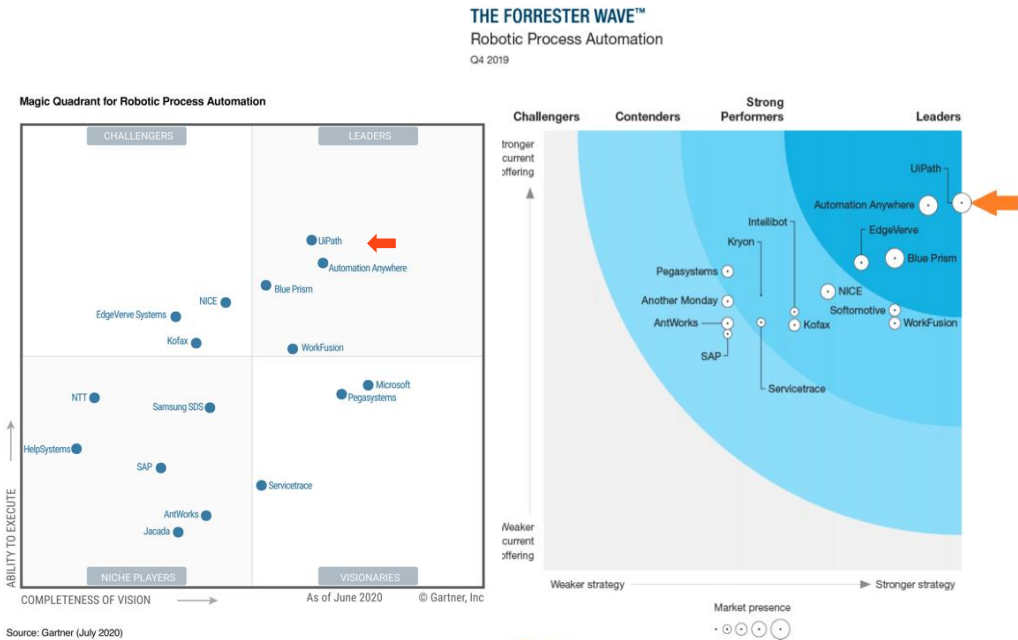 THE FORRESTER WAVE™
Robotic Process Automation
Q4 2019
Magic Quadrant for Robotic Process Automation
CHALLENGERS
LEADERS
UiPath
Automation Anywhere
Blue Prism
NICE
EdgeVerve Systems
Kofax
WorkFusion
Microsoft
Pegasystems
NTT
Samsung SDS
HelpSystems
SAP
Servicetrace
AntWorks
Jacada
NICHE PLAYERS
VISIONARIES
ABILITY TO EXECUTE
COMPLETENESS OF VISION
As of June 2020
© Gartner, Inc
Source: Gartner (July 2020)
Challengers
Contenders
Strong
Performers
Leaders
tronger
current
offering
UiPath
Automation Anywhere
Intellibot
EdgeVerve
Kryon
Blue Prism
Pegasystems
NICE
Another Monday
Softomotive
AntWorks
Kofax
WorkFusion
SAP
Servicetrace
Weaker
current
offering
Weaker strategy
Stronger strategy
Market presence